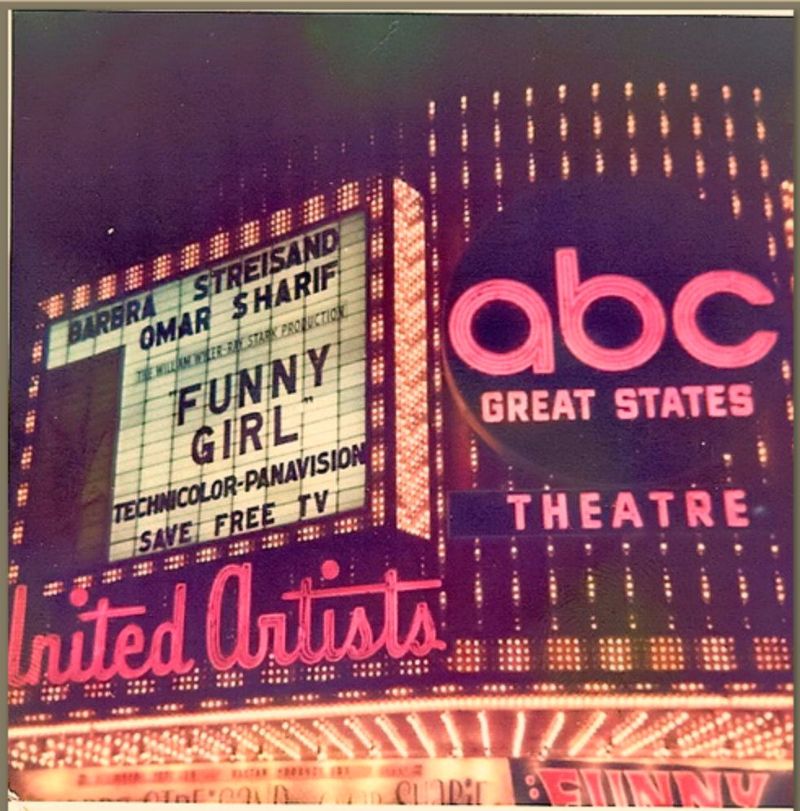 BARBRA STREISAND
OMAR SHARIF
THE WILLIAM WYLER-RAY STARK PRODUCTION
"FUNNY
GIRL"
TECHNICOLOR-PANAVISION
SAVE FREE TV
abc
GREAT STATES
THEATRE
United Artists
FUNNY